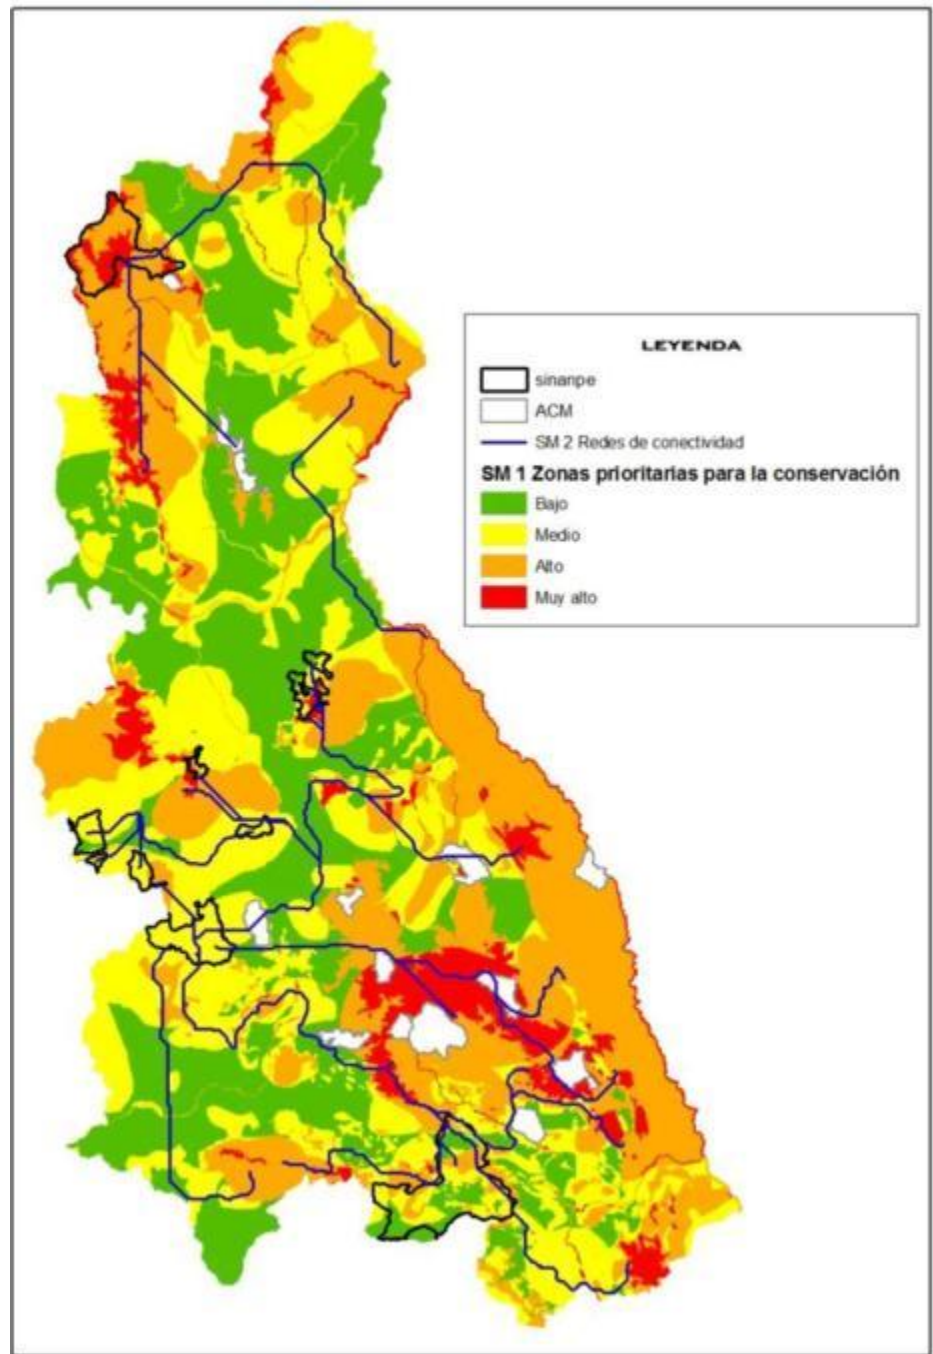 LEYENDA
sinanpe
ACM
SM 2 Redes de conectividad
SM 1 Zonas prioritarias para la conservación
Bajo
Medio
Alto
Muy alto